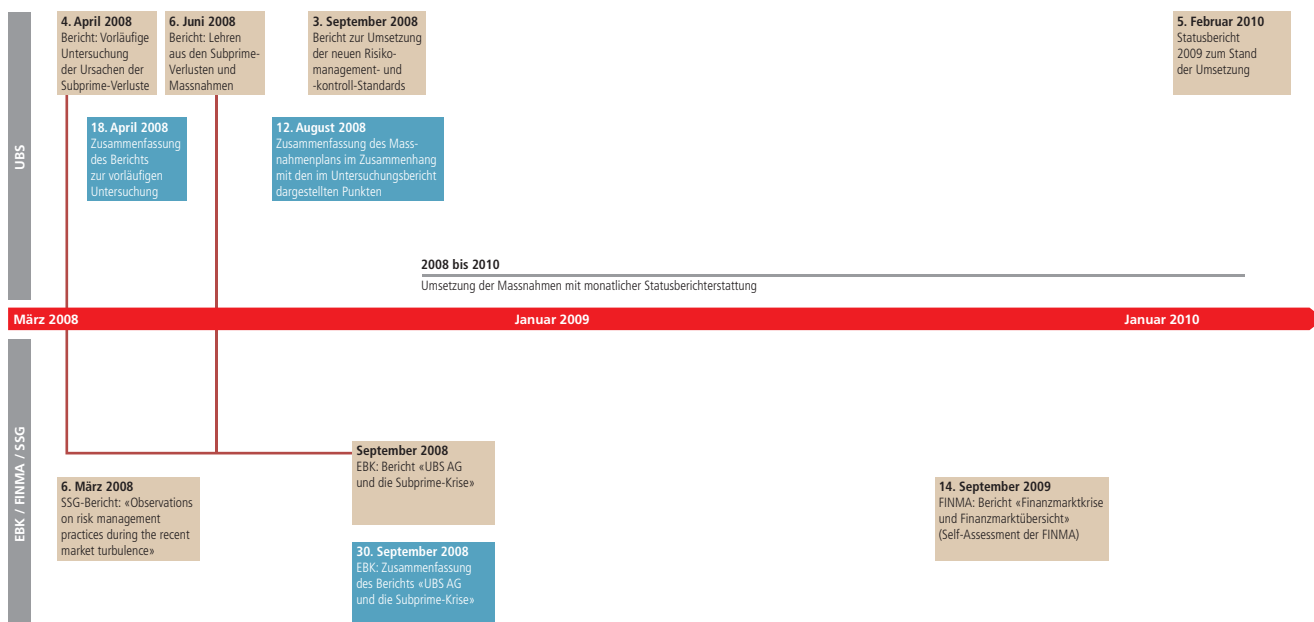 UBS
4. April 2008
Bericht: Vorläufige
Untersuchung
der Ursachen der
Subprime-Verluste
6. Juni 2008
Bericht: Lehren
aus den Subprime-
Verlusten und
Massnahmen
3. September 2008
Bericht zur Umsetzung
der neuen Risiko-
management- und
-kontroll-Standards
5. Februar 2010
Statusbericht
2009 zum Stand
der Umsetzung
18. April 2008
Zusammenfassung
des Berichts
zur vorläufigen
Untersuchung
12. August 2008
Zusammenfassung des Mass-
nahmenplans im Zusammenhang
mit den im Untersuchungsbericht
dargestellten Punkten
2008 bis 2010
Umsetzung der Massnahmen mit monatlicher Statusberichterstattung
März 2008
Januar 2009
Januar 2010
EBK / FINMA / SSG
September 2008
EBK: Bericht «UBS AG
und die Subprime-Krise»
6. März 2008
SSG-Bericht: «Observations
on risk management
practices during the recent
market turbulence»
14. September 2009
FINMA: Bericht «Finanzmarktkrise
und Finanzmarktübersicht»
(Self-Assessment der FINMA)
30. September 2008
EBK: Zusammenfassung
des Berichts «UBS AG
und die Subprime-Krise»